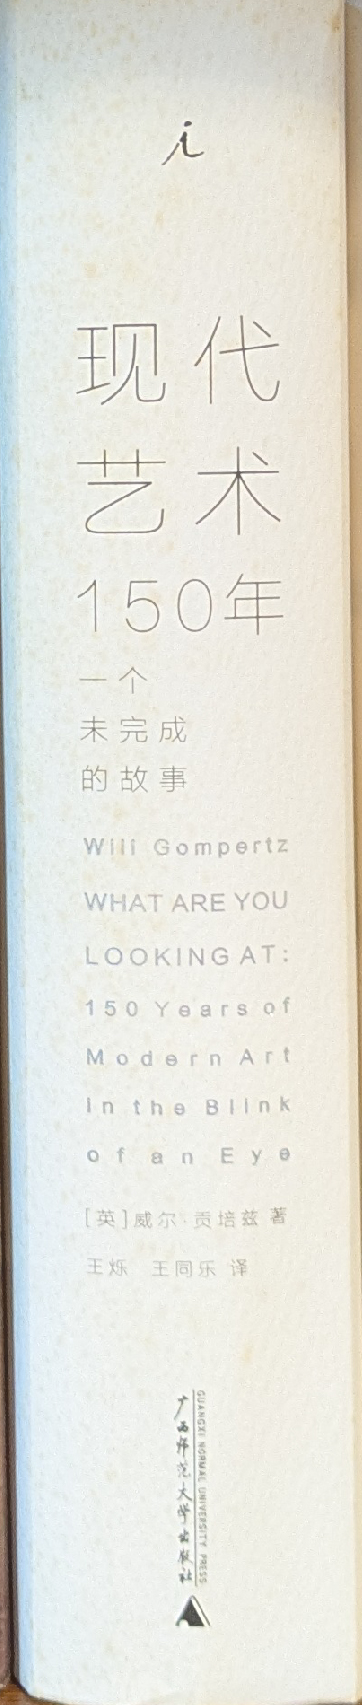 i
现代
艺术
150年
一个
未完成
的故事
Will Gompertz
WHAT ARE YOU
LOOKING AT:
150 Years of
Modern Art
In the Blink
of an Eye
[英]威尔·贡培兹 著
王烁 王同乐 译
广西师范大学出版社
GUANGXI NORMAL UNIVERSITY PRESS